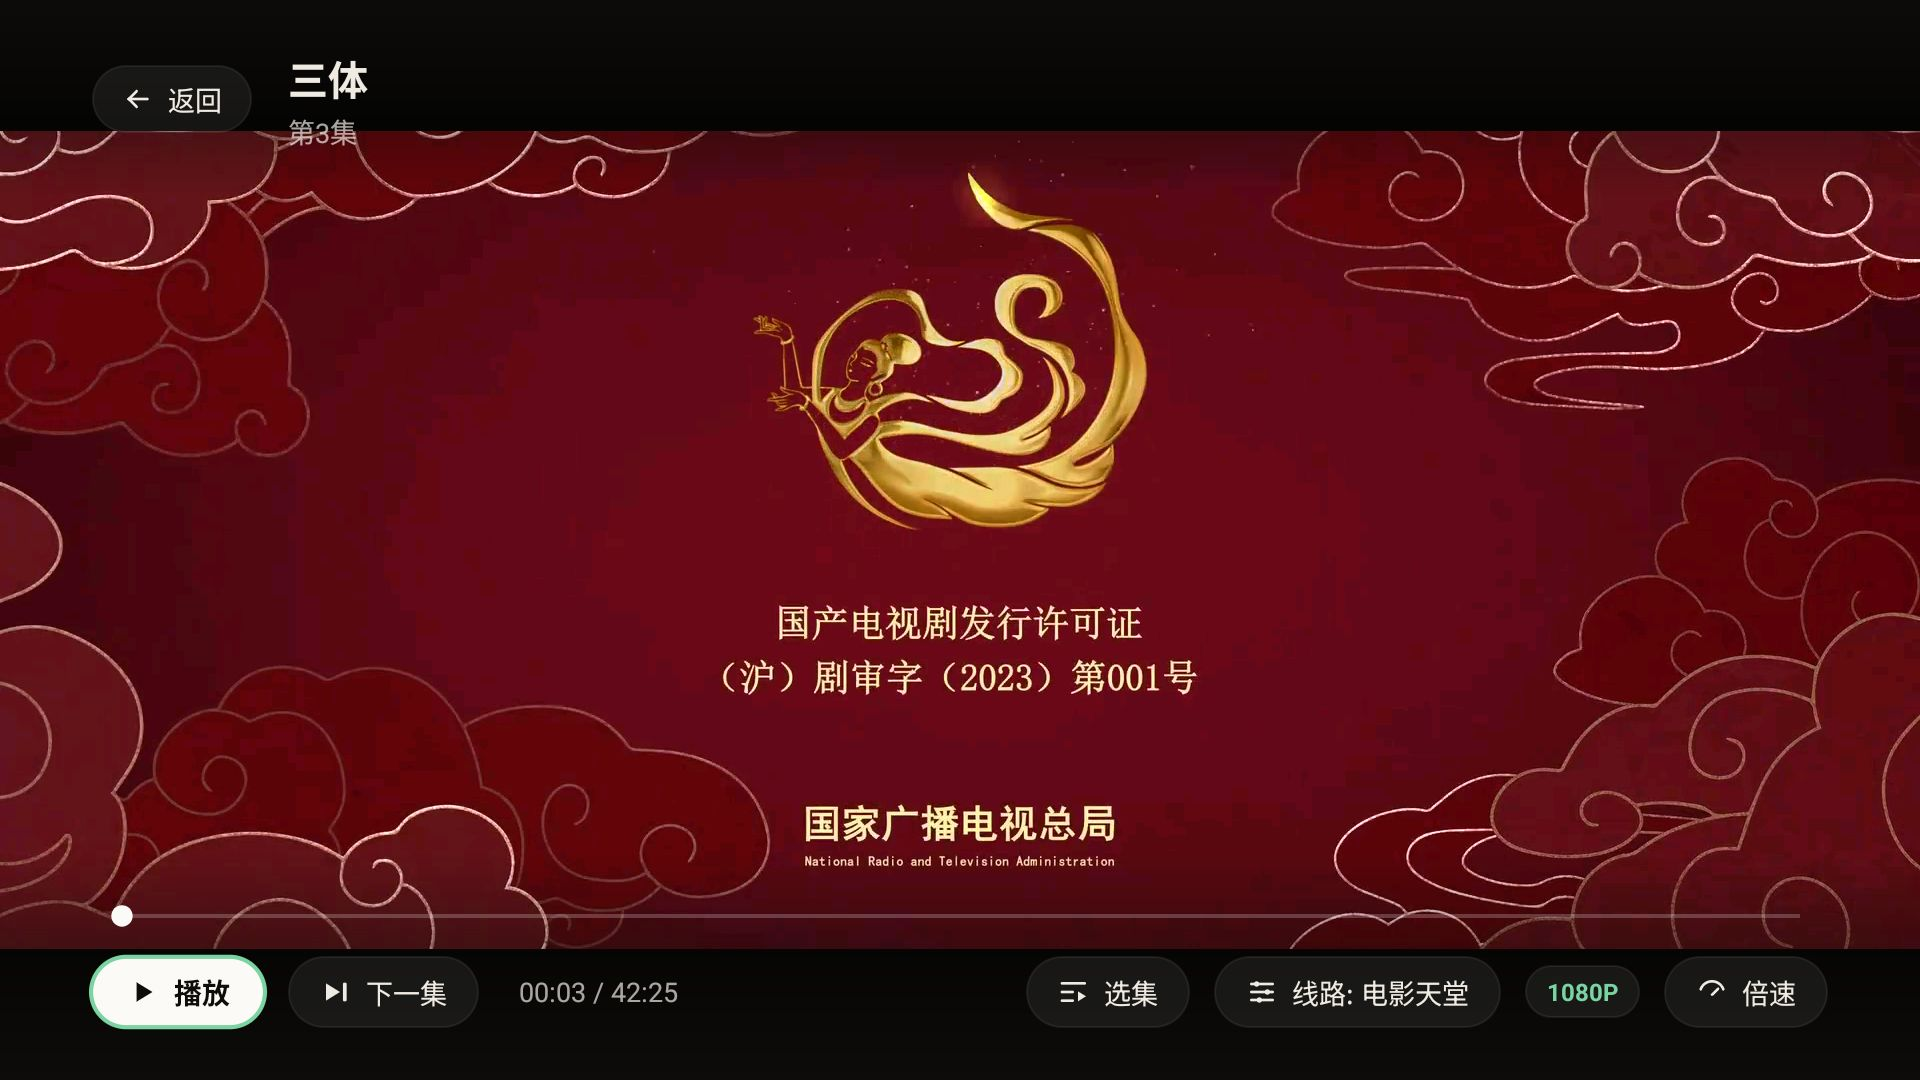 返回
三体
第3集
国产电视剧发行许可证
（沪）剧审字（2023）第001号
国家广播电视总局
National Radio and Television Administration
播放
下一集
00:03 / 42:25
选集
线路: 电影天堂
1080P
倍速